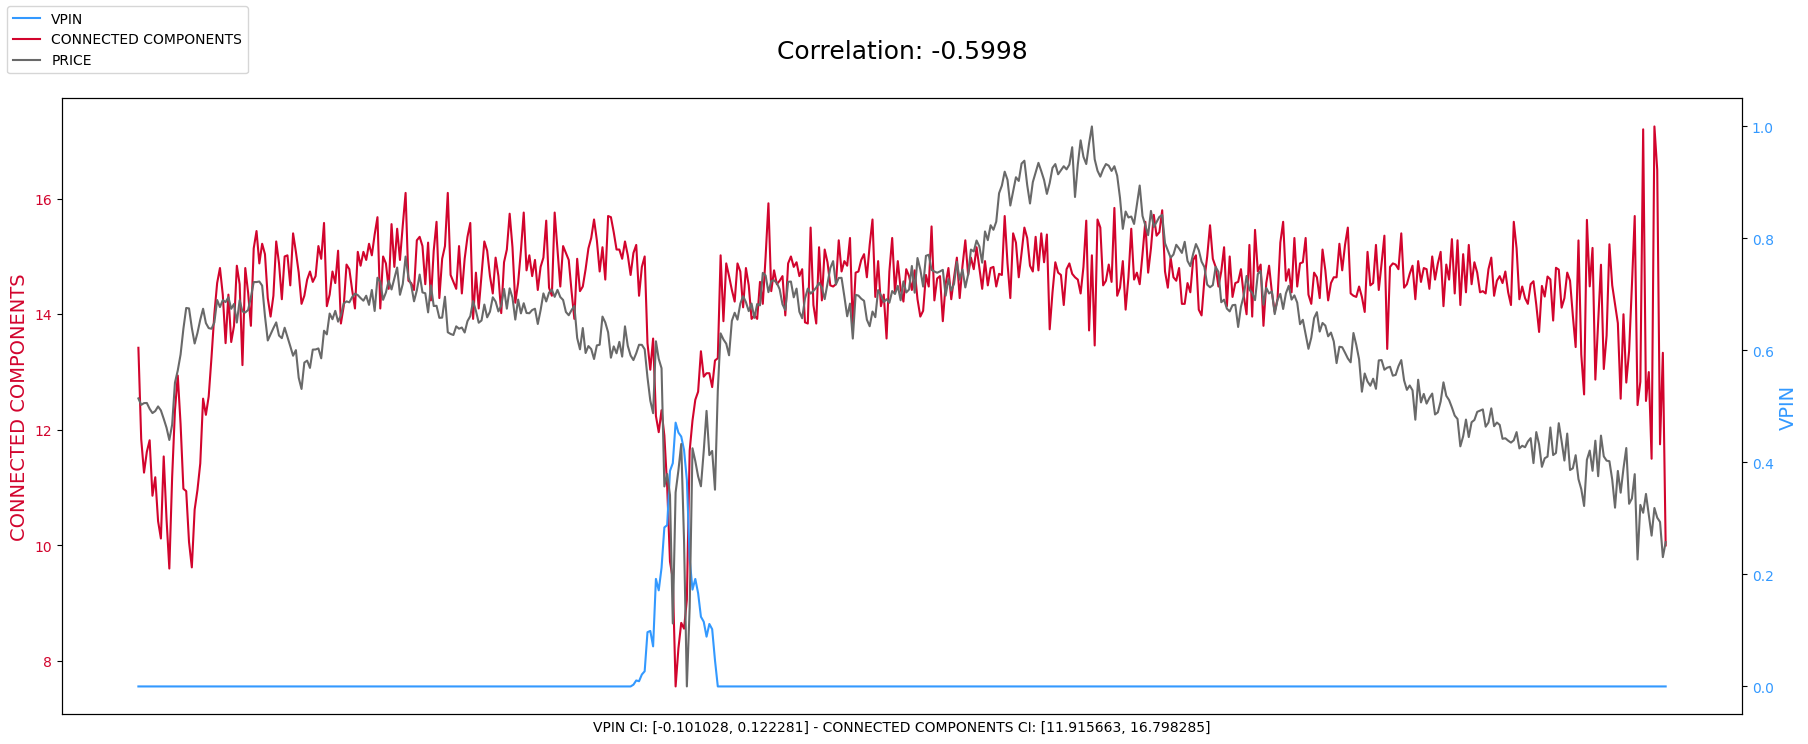 VPIN
CONNECTED COMPONENTS
PRICE
Correlation: -0.5998
CONNECTED COMPONENTS
16
14
12
10
8
1.0
0.8
0.6
0.4
0.2
0.0
VPIN
VPIN CI: [-0.101028, 0.122281] - CONNECTED COMPONENTS CI: [11.915663, 16.798285]